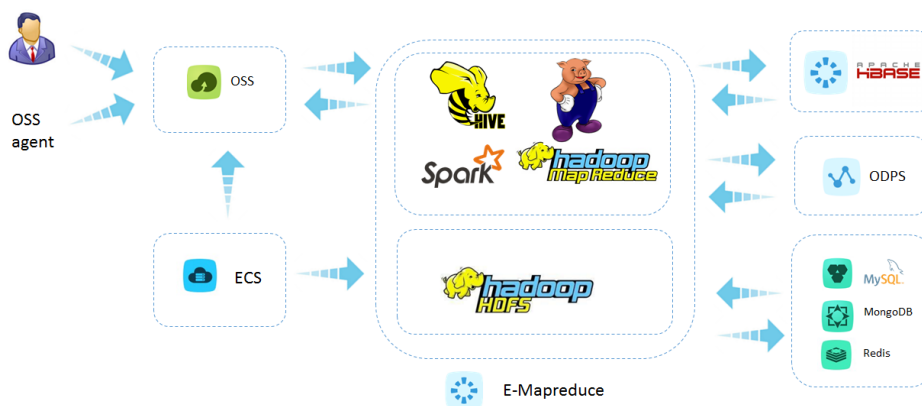 OSS
OSS
agent
ECS
HIVE
Spark
hadoop
Map Reduce
hadoop
HDFS
E-Mapreduce
APACHE
HBASE
ODPS
MySQL
MongoDB
Redis